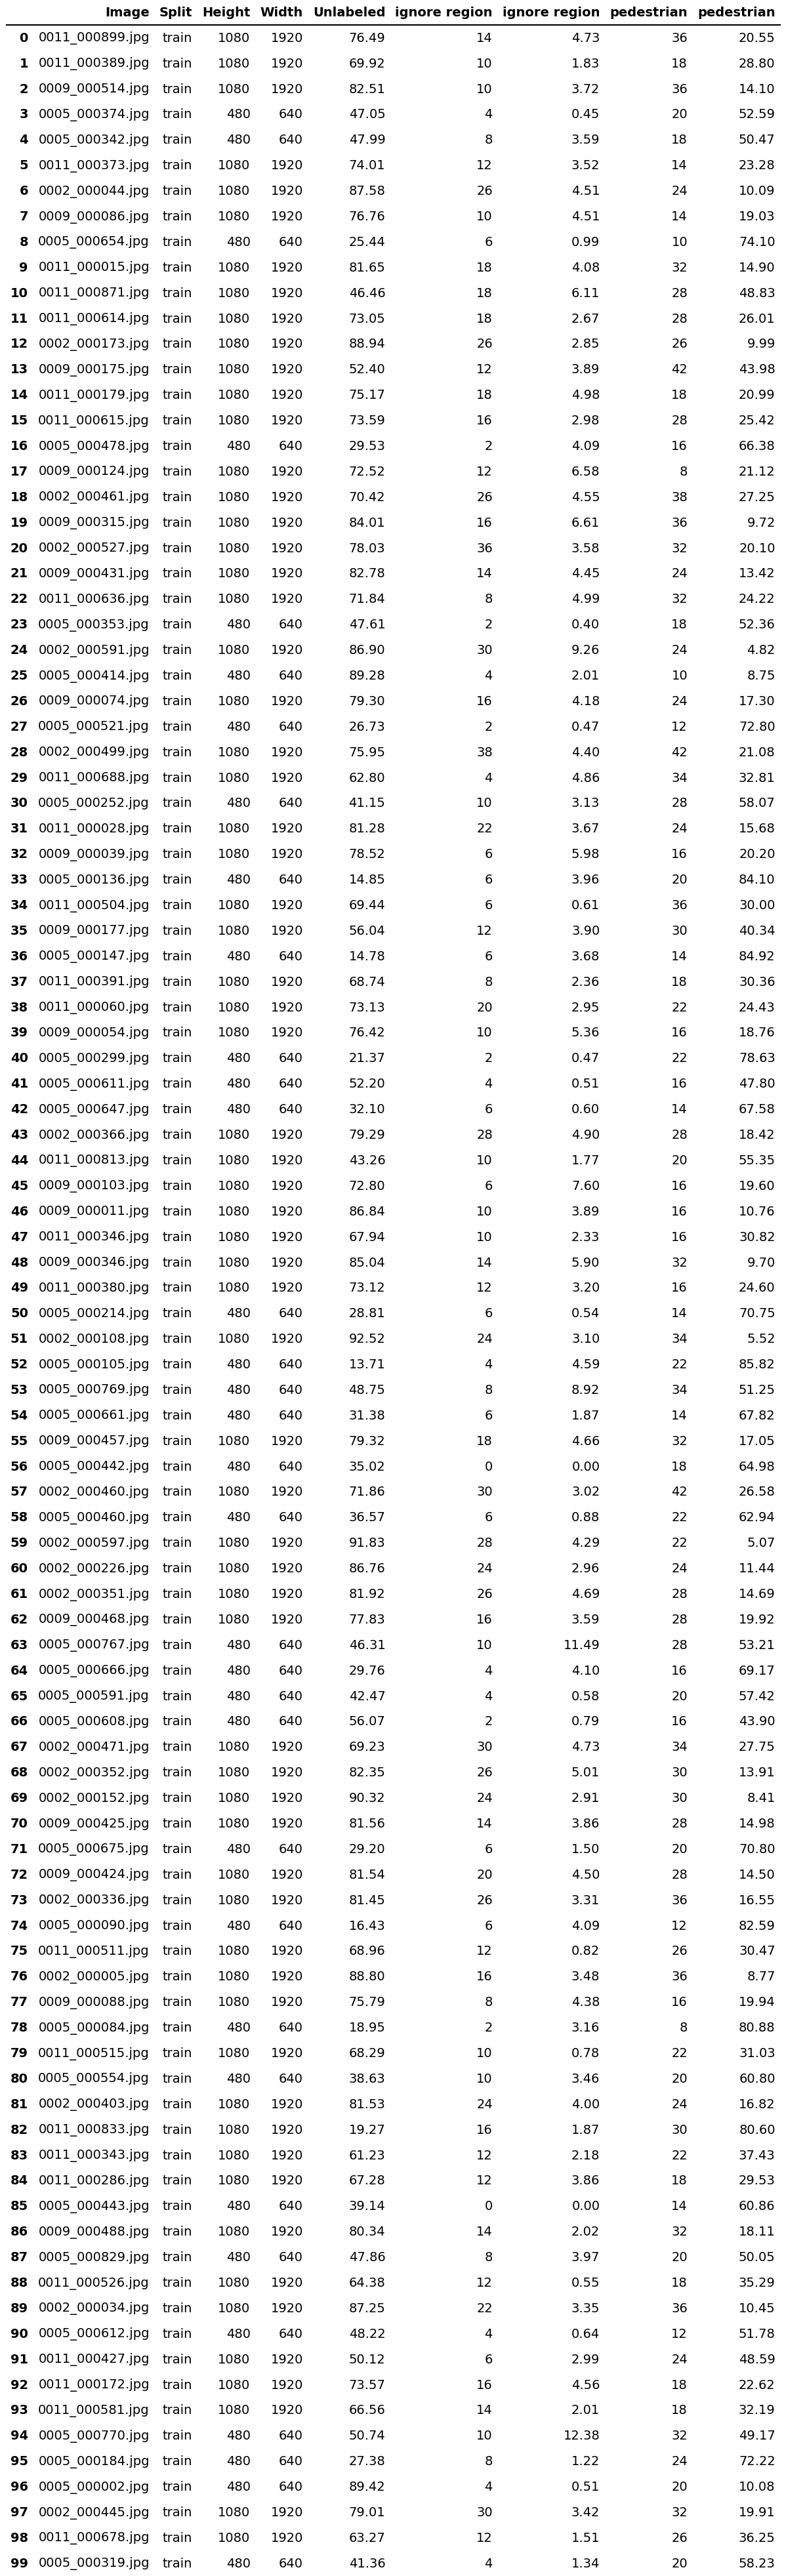 Image Split Height Width Unlabeled ignore region ignore region pedestrian pedestrian
0 0011_000899.jpg train 1080 1920 76.49 14 4.73 36 20.55
1 0011_000389.jpg train 1080 1920 69.92 10 1.83 18 28.80
2 0009_000514.jpg train 1080 1920 82.51 10 3.72 36 14.10
3 0005_000374.jpg train 480 640 47.05 4 0.45 20 52.59
4 0005_000342.jpg train 480 640 47.99 8 3.59 18 50.47
5 0011_000373.jpg train 1080 1920 74.01 12 3.52 14 23.28
6 0002_000044.jpg train 1080 1920 87.58 26 4.51 24 10.09
7 0009_000086.jpg train 1080 1920 76.76 10 4.51 14 19.03
8 0005_000654.jpg train 480 640 25.44 6 0.99 10 74.10
9 0011_000015.jpg train 1080 1920 81.65 18 4.08 32 14.90
10 0011_000871.jpg train 1080 1920 46.46 18 6.11 28 48.83
11 0011_000614.jpg train 1080 1920 73.05 18 2.67 28 26.01
12 0002_000173.jpg train 1080 1920 88.94 26 2.85 26 9.99
13 0009_000175.jpg train 1080 1920 52.40 12 3.89 42 43.98
14 0011_000179.jpg train 1080 1920 75.17 18 4.98 18 20.99
15 0011_000615.jpg train 1080 1920 73.59 16 2.98 28 25.42
16 0005_000478.jpg train 480 640 29.53 2 4.09 16 66.38
17 0009_000124.jpg train 1080 1920 72.52 12 6.58 8 21.12
18 0002_000461.jpg train 1080 1920 70.42 26 4.55 38 27.25
19 0009_000315.jpg train 1080 1920 84.01 16 6.61 36 9.72
20 0002_000527.jpg train 1080 1920 78.03 36 3.58 32 20.10
21 0009_000431.jpg train 1080 1920 82.78 14 4.45 24 13.42
22 0011_000636.jpg train 1080 1920 71.84 8 4.99 32 24.22
23 0005_000353.jpg train 480 640 47.61 2 0.40 18 52.36
24 0002_000591.jpg train 1080 1920 86.90 30 9.26 24 4.82
25 0005_000414.jpg train 480 640 89.28 4 2.01 10 8.75
26 0009_000074.jpg train 1080 1920 79.30 16 4.18 24 17.30
27 0005_000521.jpg train 480 640 26.73 2 0.47 12 72.80
28 0002_000499.jpg train 1080 1920 75.95 38 4.40 42 21.08
29 0011_000688.jpg train 1080 1920 62.80 4 4.86 34 32.81
30 0005_000252.jpg train 480 640 41.15 10 3.13 28 58.07
31 0011_000028.jpg train 1080 1920 81.28 22 3.67 24 15.68
32 0009_000039.jpg train 1080 1920 78.52 6 5.98 16 20.20
33 0005_000136.jpg train 480 640 14.85 6 3.96 20 84.10
34 0011_000504.jpg train 1080 1920 69.44 6 0.61 36 30.00
35 0009_000177.jpg train 1080 1920 56.04 12 3.90 30 40.34
36 0005_000147.jpg train 480 640 14.78 6 3.68 14 84.92
37 0011_000391.jpg train 1080 1920 68.74 8 2.36 18 30.36
38 0011_000060.jpg train 1080 1920 73.13 20 2.95 22 24.43
39 0009_000054.jpg train 1080 1920 76.42 10 5.36 16 18.76
40 0005_000299.jpg train 480 640 21.37 2 0.47 22 78.63
41 0005_000611.jpg train 480 640 52.20 4 0.51 16 47.80
42 0005_000647.jpg train 480 640 32.10 6 0.60 14 67.58
43 0002_000366.jpg train 1080 1920 79.29 28 4.90 28 18.42
44 0011_000813.jpg train 1080 1920 43.26 10 1.77 20 55.35
45 0009_000103.jpg train 1080 1920 72.80 6 7.60 16 19.60
46 0009_000011.jpg train 1080 1920 86.84 10 3.89 16 10.76
47 0011_000346.jpg train 1080 1920 67.94 10 2.33 16 30.82
48 0009_000346.jpg train 1080 1920 85.04 14 5.90 32 9.70
49 0011_000380.jpg train 1080 1920 73.12 12 3.20 16 24.60
50 0005_000214.jpg train 480 640 28.81 6 0.54 14 70.75
51 0002_000108.jpg train 1080 1920 92.52 24 3.10 34 5.52
52 0005_000105.jpg train 480 640 13.71 4 4.59 22 85.82
53 0005_000769.jpg train 480 640 48.75 8 8.92 34 51.25
54 0005_000661.jpg train 480 640 31.38 6 1.87 14 67.82
55 0009_000457.jpg train 1080 1920 79.32 18 4.66 32 17.05
56 0005_000442.jpg train 480 640 35.02 0 0.00 18 64.98
57 0002_000460.jpg train 1080 1920 71.86 30 3.02 42 26.58
58 0005_000460.jpg train 480 640 36.57 6 0.88 22 62.94
59 0002_000597.jpg train 1080 1920 91.83 28 4.29 22 5.07
60 0002_000226.jpg train 1080 1920 86.76 24 2.96 24 11.44
61 0002_000351.jpg train 1080 1920 81.92 26 4.69 28 14.69
62 0009_000468.jpg train 1080 1920 77.83 16 3.59 28 19.92
63 0005_000767.jpg train 480 640 46.31 10 11.49 28 53.21
64 0005_000666.jpg train 480 640 29.76 4 4.10 16 69.17
65 0005_000591.jpg train 480 640 42.47 4 0.58 20 57.42
66 0005_000608.jpg train 480 640 56.07 2 0.79 16 43.90
67 0002_000471.jpg train 1080 1920 69.23 30 4.73 34 27.75
68 0002_000352.jpg train 1080 1920 82.35 26 5.01 30 13.91
69 0002_000152.jpg train 1080 1920 90.32 24 2.91 30 8.41
70 0009_000425.jpg train 1080 1920 81.56 14 3.86 28 14.98
71 0005_000675.jpg train 480 640 29.20 6 1.50 20 70.80
72 0009_000424.jpg train 1080 1920 81.54 20 4.50 28 14.50
73 0002_000336.jpg train 1080 1920 81.45 26 3.31 36 16.55
74 0005_000090.jpg train 480 640 16.43 6 4.09 12 82.59
75 0011_000511.jpg train 1080 1920 68.96 12 0.82 26 30.47
76 0002_000005.jpg train 1080 1920 88.80 16 3.48 36 8.77
77 0009_000088.jpg train 1080 1920 75.79 8 4.38 16 19.94
78 0005_000084.jpg train 480 640 18.95 2 3.16 8 80.88
79 0011_000515.jpg train 1080 1920 68.29 10 0.78 22 31.03
80 0005_000554.jpg train 480 640 38.63 10 3.46 20 60.80
81 0002_000403.jpg train 1080 1920 81.53 24 4.00 24 16.82
82 0011_000833.jpg train 1080 1920 19.27 16 1.87 30 80.60
83 0011_000343.jpg train 1080 1920 61.23 12 2.18 22 37.43
84 0011_000286.jpg train 1080 1920 67.28 12 3.86 18 29.53
85 0005_000443.jpg train 480 640 39.14 0 0.00 14 60.86
86 0009_000488.jpg train 1080 1920 80.34 14 2.02 32 18.11
87 0005_000829.jpg train 480 640 47.86 8 3.97 20 50.05
88 0011_000526.jpg train 1080 1920 64.38 12 0.55 18 35.29
89 0002_000034.jpg train 1080 1920 87.25 22 3.35 36 10.45
90 0005_000612.jpg train 480 640 48.22 4 0.64 12 51.78
91 0011_000427.jpg train 1080 1920 50.12 6 2.99 24 48.59
92 0011_000172.jpg train 1080 1920 73.57 16 4.56 18 22.62
93 0011_000581.jpg train 1080 1920 66.56 14 2.01 18 32.19
94 0005_000770.jpg train 480 640 50.74 10 12.38 32 49.17
95 0005_000184.jpg train 480 640 27.38 8 1.22 24 72.22
96 0005_000002.jpg train 480 640 89.42 4 0.51 20 10.08
97 0002_000445.jpg train 1080 1920 79.01 30 3.42 32 19.91
98 0011_000678.jpg train 1080 1920 63.27 12 1.51 26 36.25
99 0005_000319.jpg train 480 640 41.36 4 1.34 20 58.23